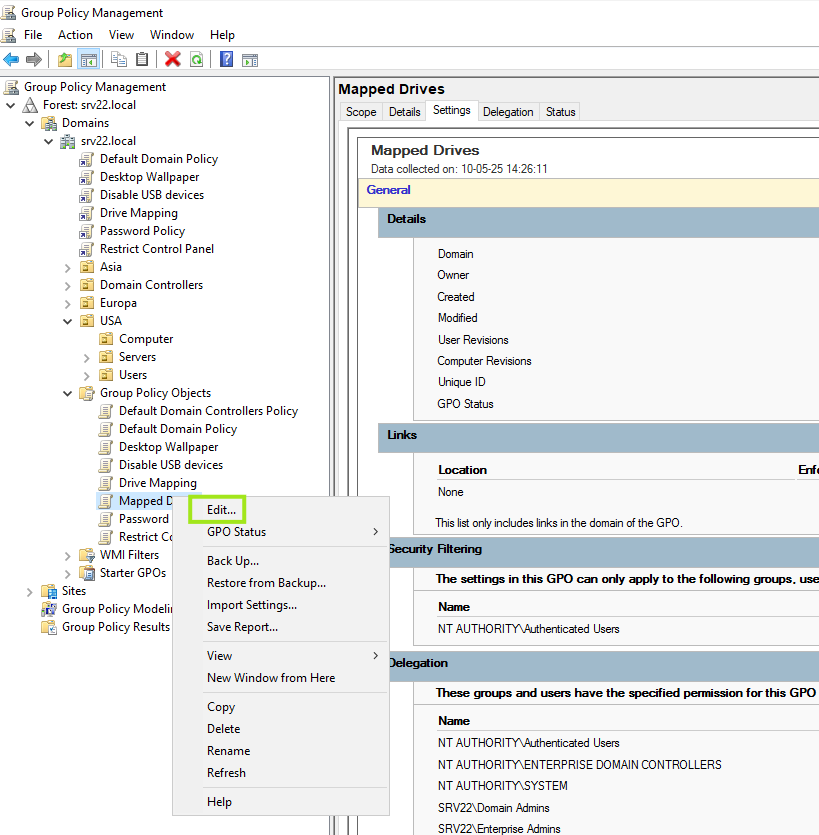 Group Policy Management
File Action View Window Help
Group Policy Management
Forest: srv22.local
Domains
srv22.local
Default Domain Policy
Desktop Wallpaper
Disable USB devices
Drive Mapping
Password Policy
Restrict Control Panel
Asia
Domain Controllers
Europa
USA
Computer
Servers
Users
Group Policy Objects
Default Domain Controllers Policy
Default Domain Policy
Desktop Wallpaper
Disable USB devices
Drive Mapping
Mapped D
Password
Restrict Co
WMI Filters
Starter GPOs
Sites
Group Policy Modelin
Group Policy Results
Edit...
GPO Status
Back Up...
Restore from Backup...
Import Settings...
Save Report...
View
New Window from Here
Copy
Delete
Rename
Refresh
Help
Mapped Drives
Scope Details Settings Delegation Status
Mapped Drives
Data collected on: 10-05-25 14:26:11
General
Details
Domain
Owner
Created
Modified
User Revisions
Computer Revisions
Unique ID
GPO Status
Links
Location Enfo
None
This list only includes links in the domain of the GPO.
Security Filtering
The settings in this GPO can only apply to the following groups, use
Name
NT AUTHORITY\Authenticated Users
Delegation
These groups and users have the specified permission for this GPO
Name
NT AUTHORITY\Authenticated Users
NT AUTHORITY\ENTERPRISE DOMAIN CONTROLLERS
NT AUTHORITY\SYSTEM
SRV22\Domain Admins
SRV22\Enterprise Admins